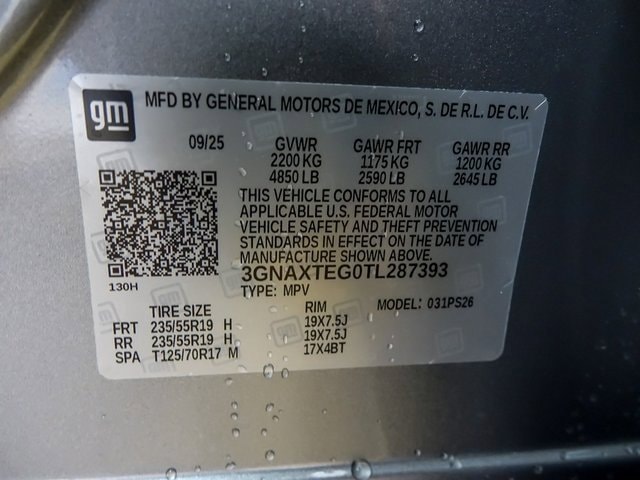 gm
MFD BY GENERAL MOTORS DE MEXICO, S. DE R.L. DE C.V.
09/25 GVWR GAWR FRT GAWR RR
2200 KG 1175 KG 1200 KG
4850 LB 2590 LB 2645 LB
THIS VEHICLE CONFORMS TO ALL
APPLICABLE U.S. FEDERAL MOTOR
VEHICLE SAFETY AND THEFT PREVENTION
STANDARDS IN EFFECT ON THE DATE OF
MANUFACTURE SHOWN ABOVE.
3GNAXTEG0TL287393
130H
TYPE: MPV
MODEL: 031PS26
TIRE SIZE RIM
FRT 235/55R19 H 19X7.5J
RR 235/55R19 H 19X7.5J
SPA T125/70R17 M 17X4BT